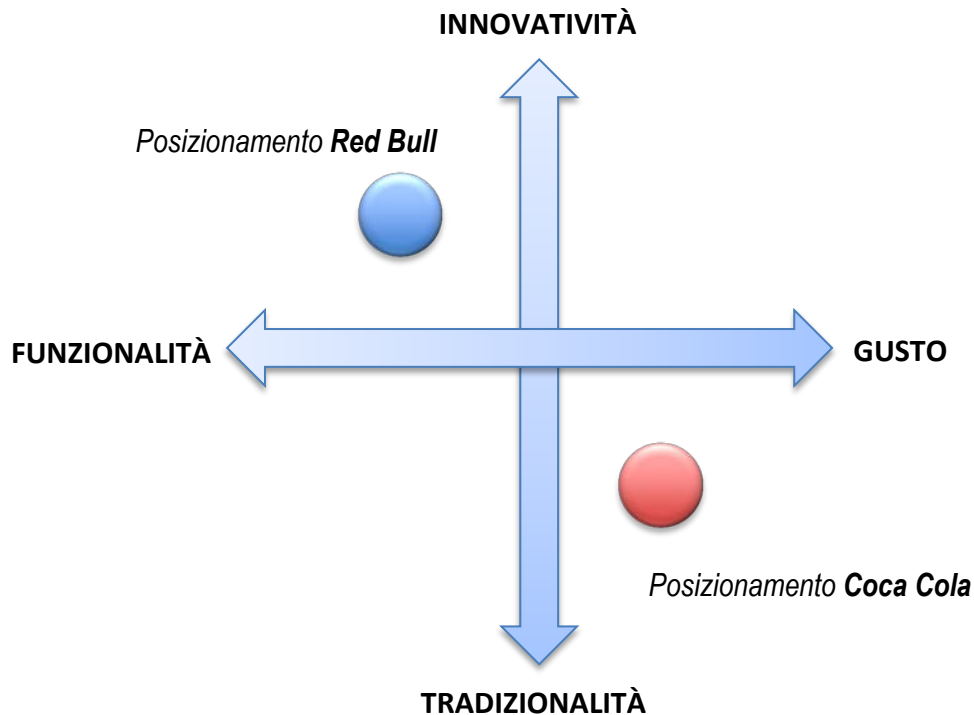 INNOVATIVITÀ
Posizionamento Red Bull
FUNZIONALITÀ
GUSTO
Posizionamento Coca Cola
TRADIZIONALITÀ